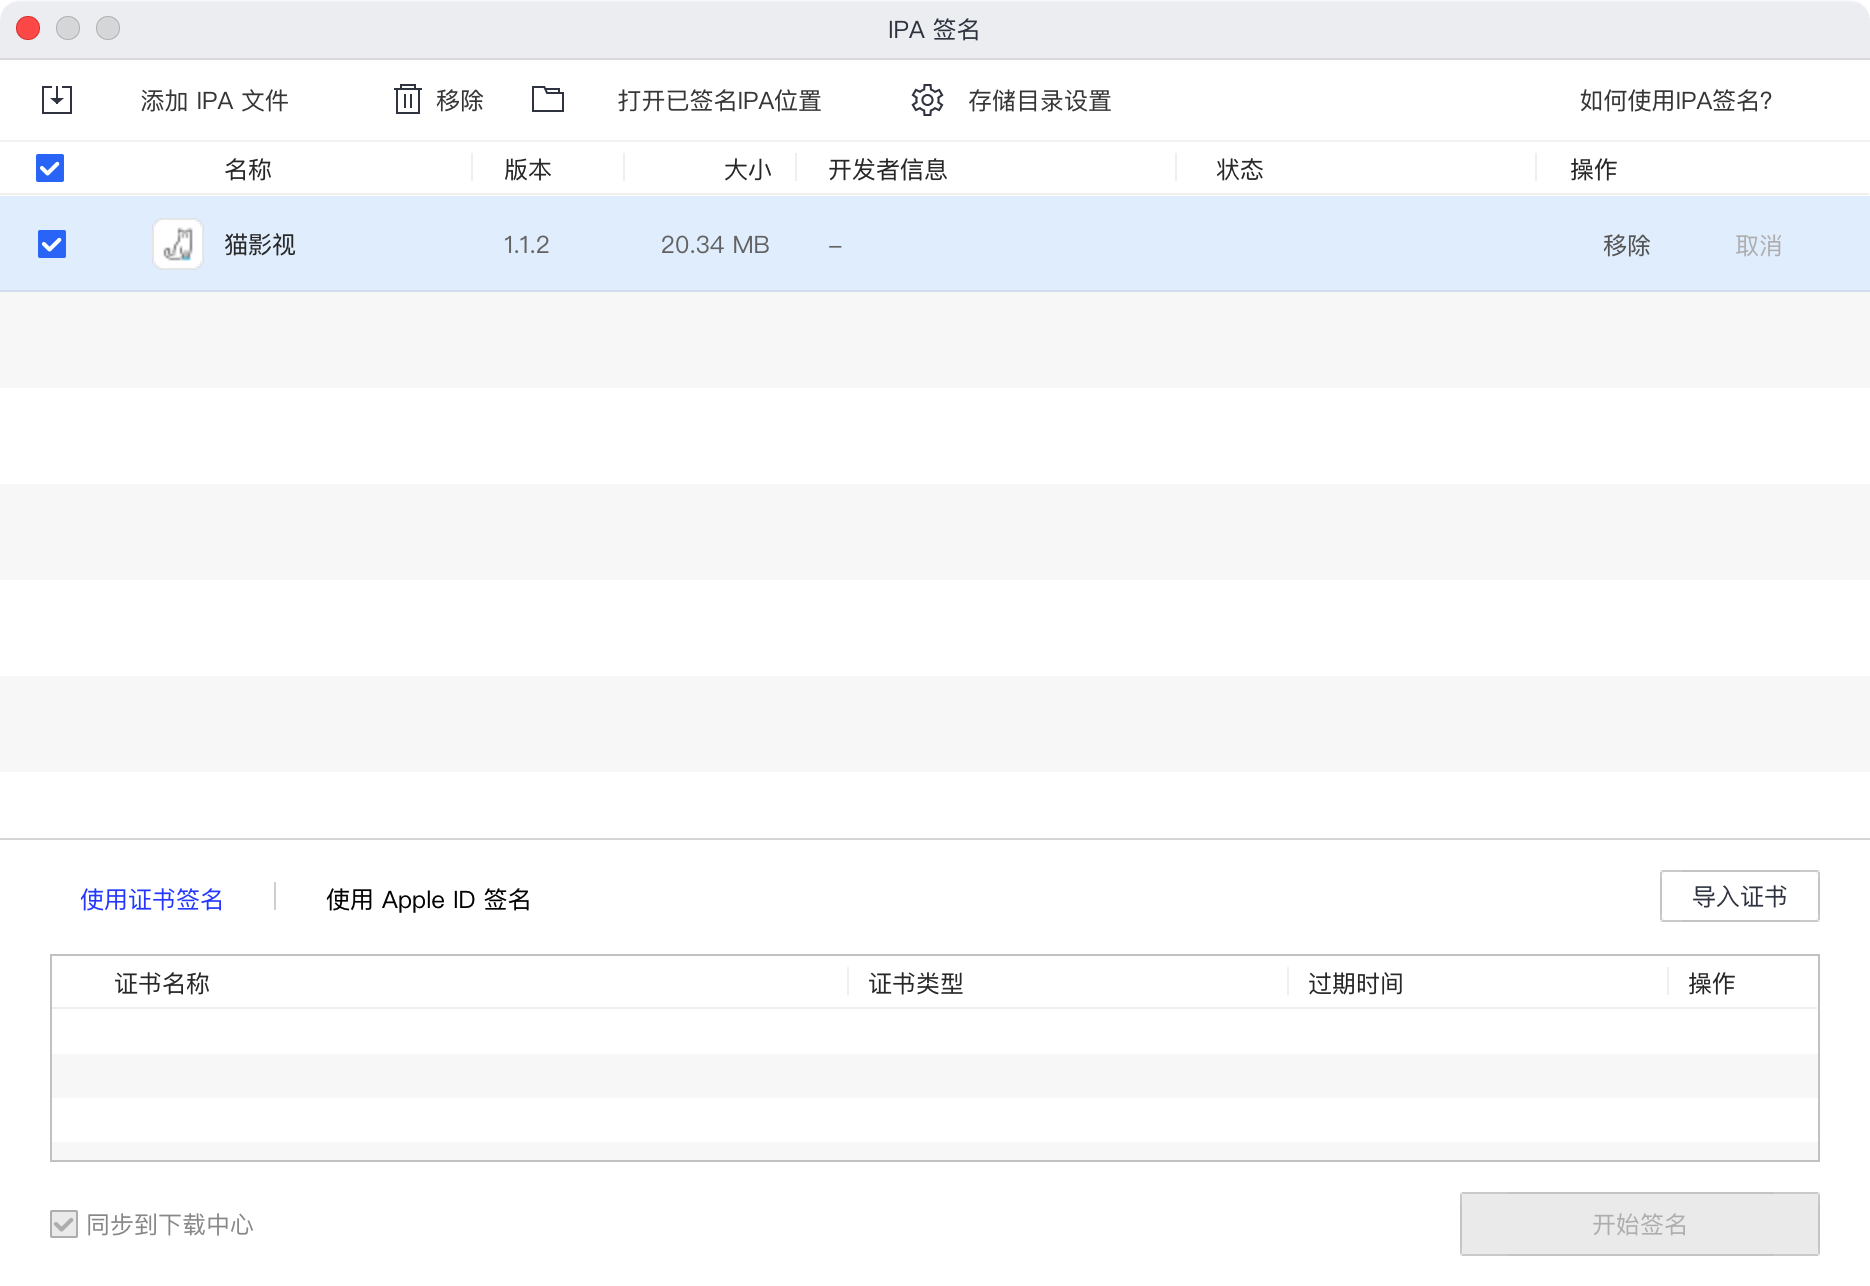 IPA 签名
添加 IPA 文件 移除 打开已签名IPA位置 存储目录设置 如何使用IPA签名?
名称 版本 大小 开发者信息 状态 操作
猫影视 1.1.2 20.34 MB – 移除 取消
使用证书签名 使用 Apple ID 签名 导入证书
证书名称 证书类型 过期时间 操作
同步到下载中心 开始签名